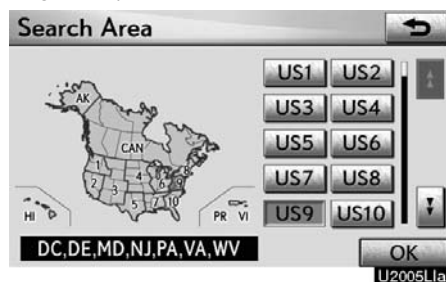 Search Area
US1 US2
AK
US3 US4
CAN
US5 US6
1 4 8
2 3 6 9
US7 US8
5 7 10
HI PR VI
US9 US10
DC,DE,MD,NJ,PA,VA,WV
OK
U2005LIa